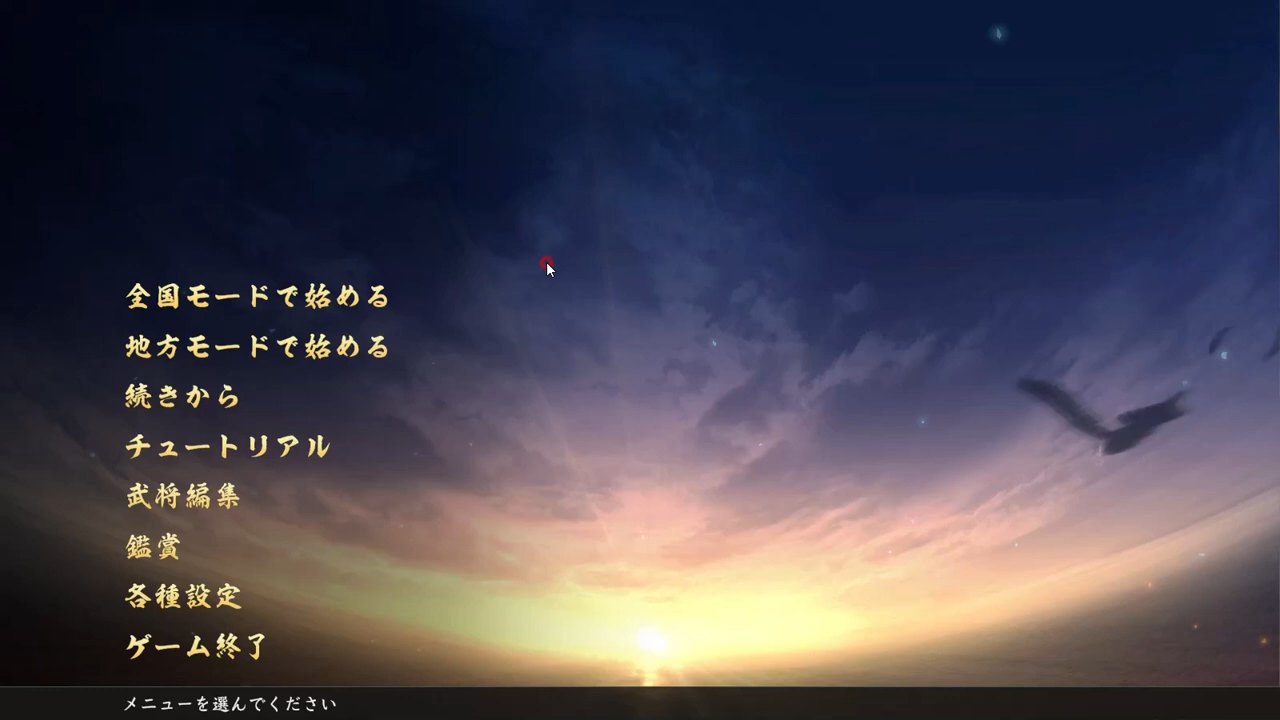 全国モードで始める
地方モードで始める
続きから
チュートリアル
武将編集
鑑賞
各種設定
ゲーム終了
メニューを選んでください